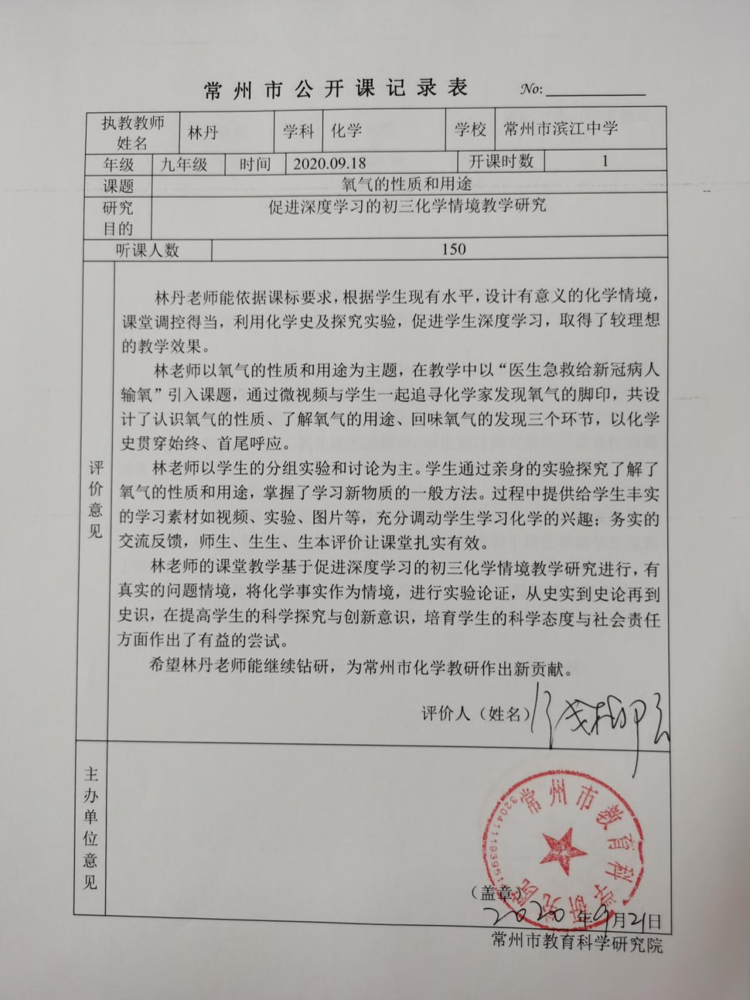 常州市公开课记录表 No:
执教教师姓名 林丹 学科 化学 学校 常州市滨江中学
年级 九年级 时间 2020.09.18 开课时数 1
课题 氧气的性质和用途
研究目的 促进深度学习的初三化学情境教学研究
听课人数 150
评价意见
林丹老师能依据课标要求，根据学生现有水平，设计有意义的化学情境，
课堂调控得当，利用化学史及探究实验，促进学生深度学习，取得了较理想
的教学效果。
林老师以氧气的性质和用途为主题，在教学中以“医生急救给新冠病人
输氧”引入课题，通过微视频与学生一起追寻化学家发现氧气的脚印，共设
计了认识氧气的性质、了解氧气的用途、回味氧气的发现三个环节，以化学
史贯穿始终、首尾呼应。
林老师以学生的分组实验和讨论为主。学生通过亲身的实验探究了解了
氧气的性质和用途，掌握了学习新物质的一般方法。过程中提供给学生丰实
的学习素材如视频、实验、图片等，充分调动学生学习化学的兴趣；务实的
交流反馈，师生、生生、生本评价让课堂扎实有效。
林老师的课堂教学基于促进深度学习的初三化学情境教学研究进行，有
真实的问题情境，将化学事实作为情境，进行实验论证，从史实到史论再到
史识，在提高学生的科学探究与创新意识，培育学生的科学态度与社会责任
方面作出了有益的尝试。
希望林丹老师能继续钻研，为常州市化学教研作出新贡献。
评价人（姓名）
主办单位意见
常州市教育科学研究院
（盖章）
2020年9月21日
常州市教育科学研究院